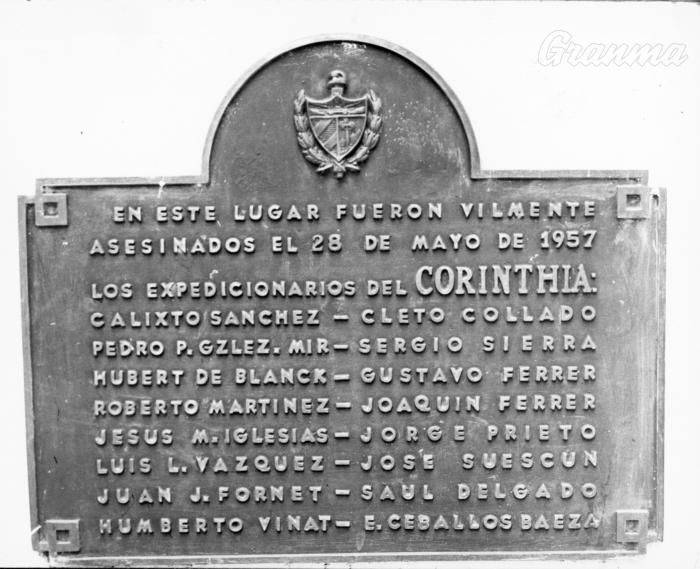 Granma
EN ESTE LUGAR FUERON VILMENTE
ASESINADOS EL 28 DE MAYO DE 1957
LOS EXPEDICIONARIOS DEL CORINTHIA:
CALIXTO SANCHEZ – CLETO COLLADO
PEDRO P. GZLEZ. MIR – SERGIO SIERRA
HUBERT DE BLANCK – GUSTAVO FERRER
ROBERTO MARTINEZ – JOAQUIN FERRER
JESUS M. IGLESIAS – JORGE PRIETO
LUIS L. VAZQUEZ – JOSE SUESCÚN
JUAN J. FORNET – SAUL DELGADO
HUMBERTO VINAT – E. CEBALLOS BAEZA